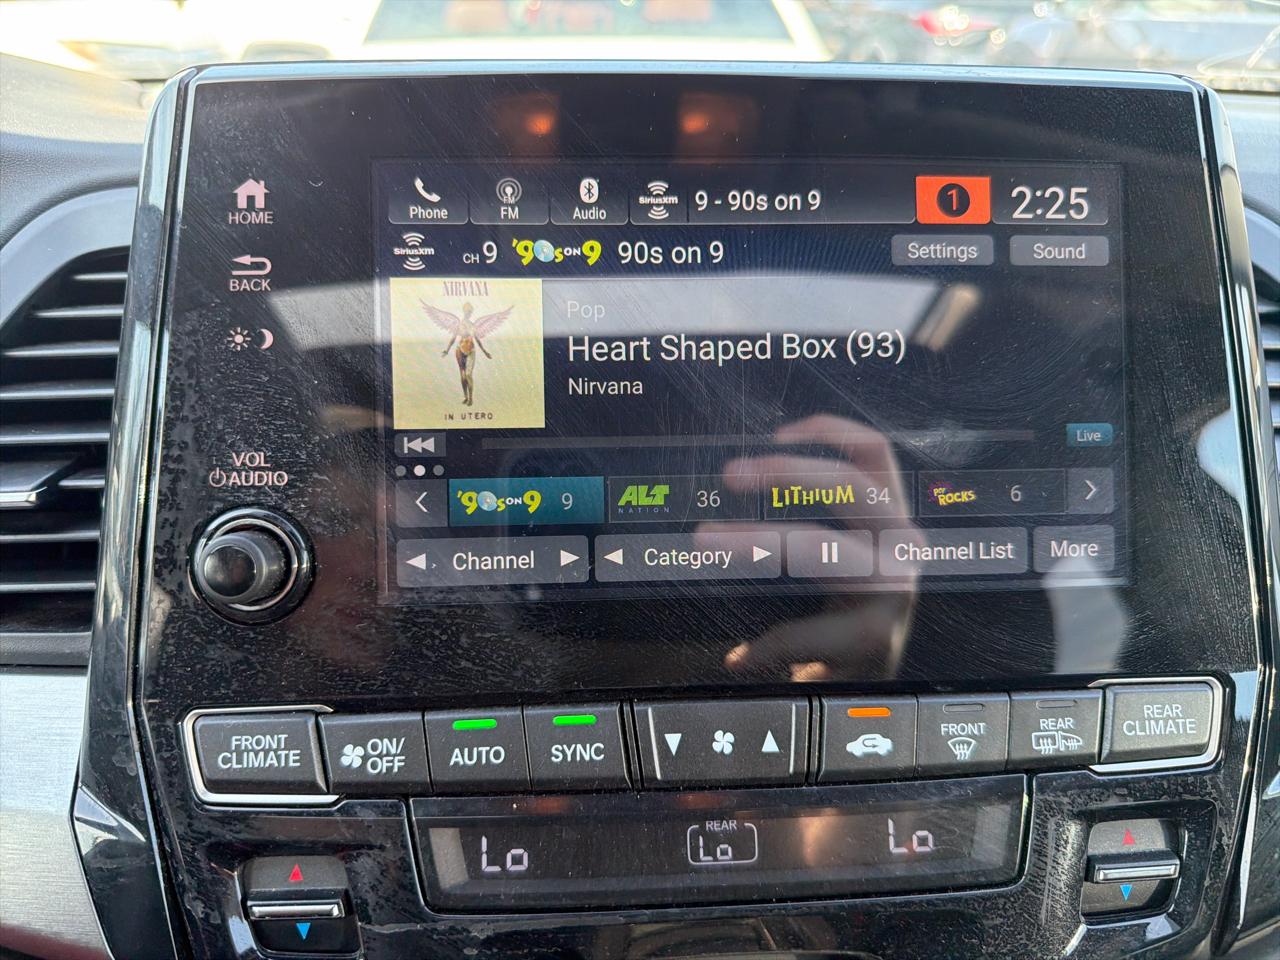 HOME
BACK
VOL
AUDIO
Phone
FM
FM
Audio
SiriusXM
9 - 90s on 9
1
2:25
SiriusXM
CH 9
'90s ON 9
90s on 9
Settings
Sound
NIRVANA
IN UTERO
Pop
Heart Shaped Box (93)
Nirvana
Live
'90s ON 9 9
ALT NATION 36
LITHIUM 34
POP ROCKS 6
Channel
Category
Channel List
More
FRONT CLIMATE
ON/OFF
AUTO
SYNC
FRONT
REAR
REAR CLIMATE
Lo
REAR
Lo
Lo